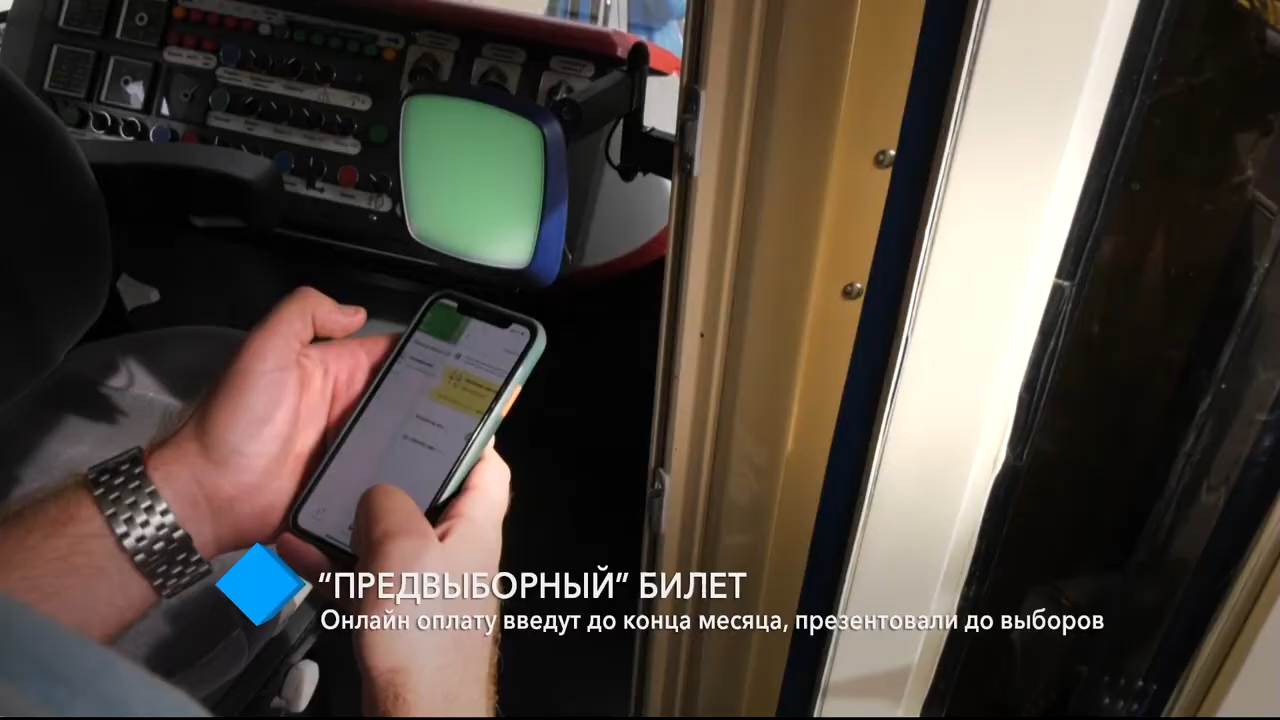 “ПРЕДВЫБОРНЫЙ” БИЛЕТ
Онлайн оплату введут до конца месяца, презентовали до выборов